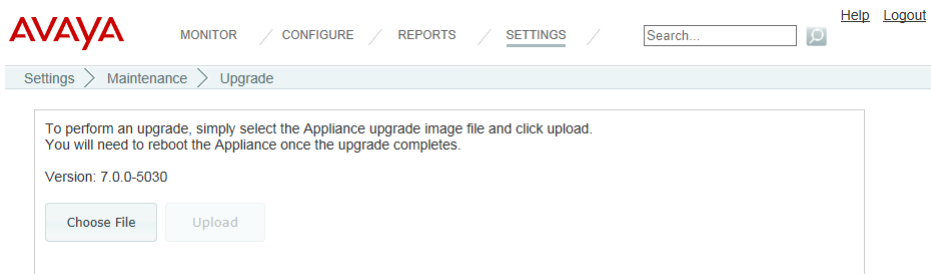 Help Logout
AVAYA MONITOR / CONFIGURE / REPORTS / SETTINGS / Search...
Settings > Maintenance > Upgrade
To perform an upgrade, simply select the Appliance upgrade image file and click upload.
You will need to reboot the Appliance once the upgrade completes.
Version: 7.0.0-5030
Choose File Upload